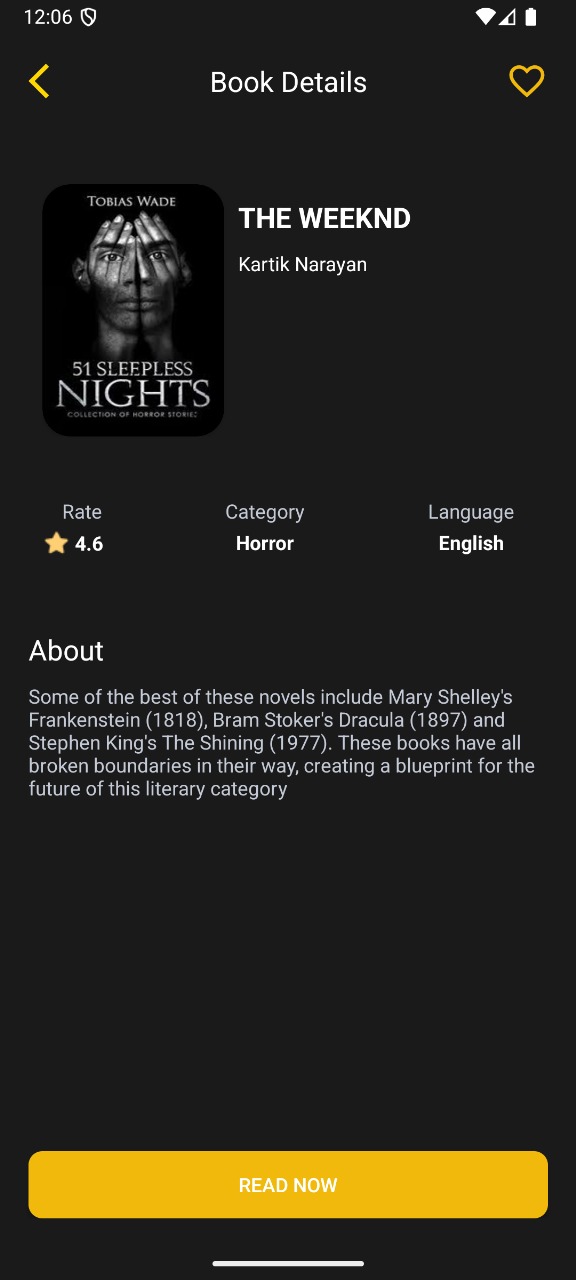 12:06
Book Details
TOBIAS WADE
51 SLEEPLESS
NIGHTS
COLLECTION OF HORROR STORIES
THE WEEKND
Kartik Narayan
Rate
Category
Language
4.6
Horror
English
About
Some of the best of these novels include Mary Shelley's
Frankenstein (1818), Bram Stoker's Dracula (1897) and
Stephen King's The Shining (1977). These books have all
broken boundaries in their way, creating a blueprint for the
future of this literary category
READ NOW